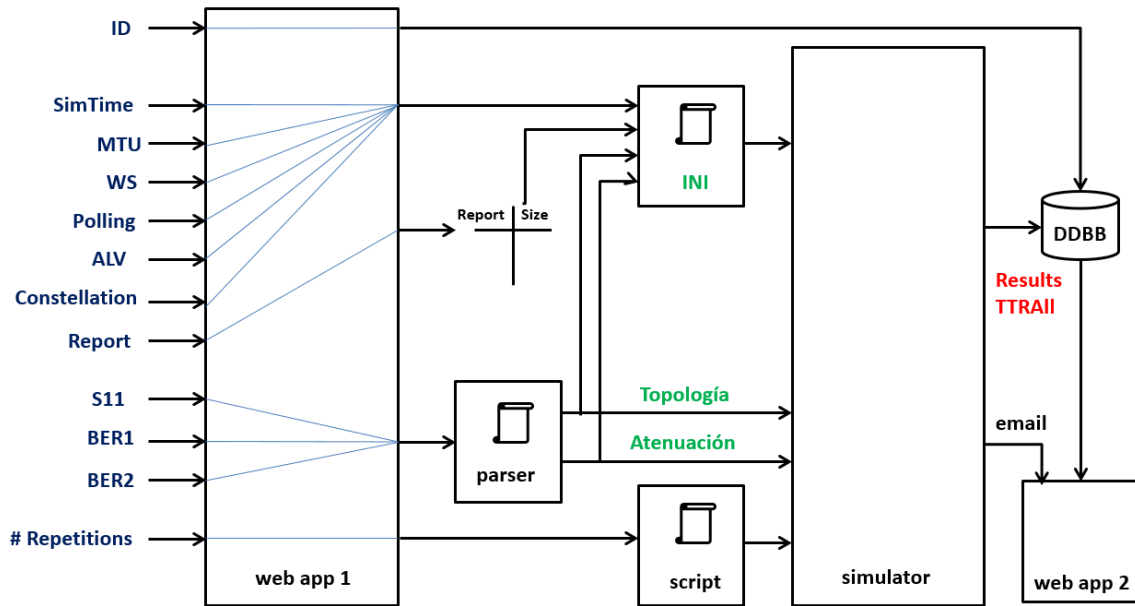 ID
SimTime
MTU
WS
Polling
ALV
Constellation
Report
S11
BER1
BER2
# Repetitions
web app 1
Report Size
INI
parser
Topología
Atenuación
script
simulator
DDBB
Results
TTRAll
email
web app 2